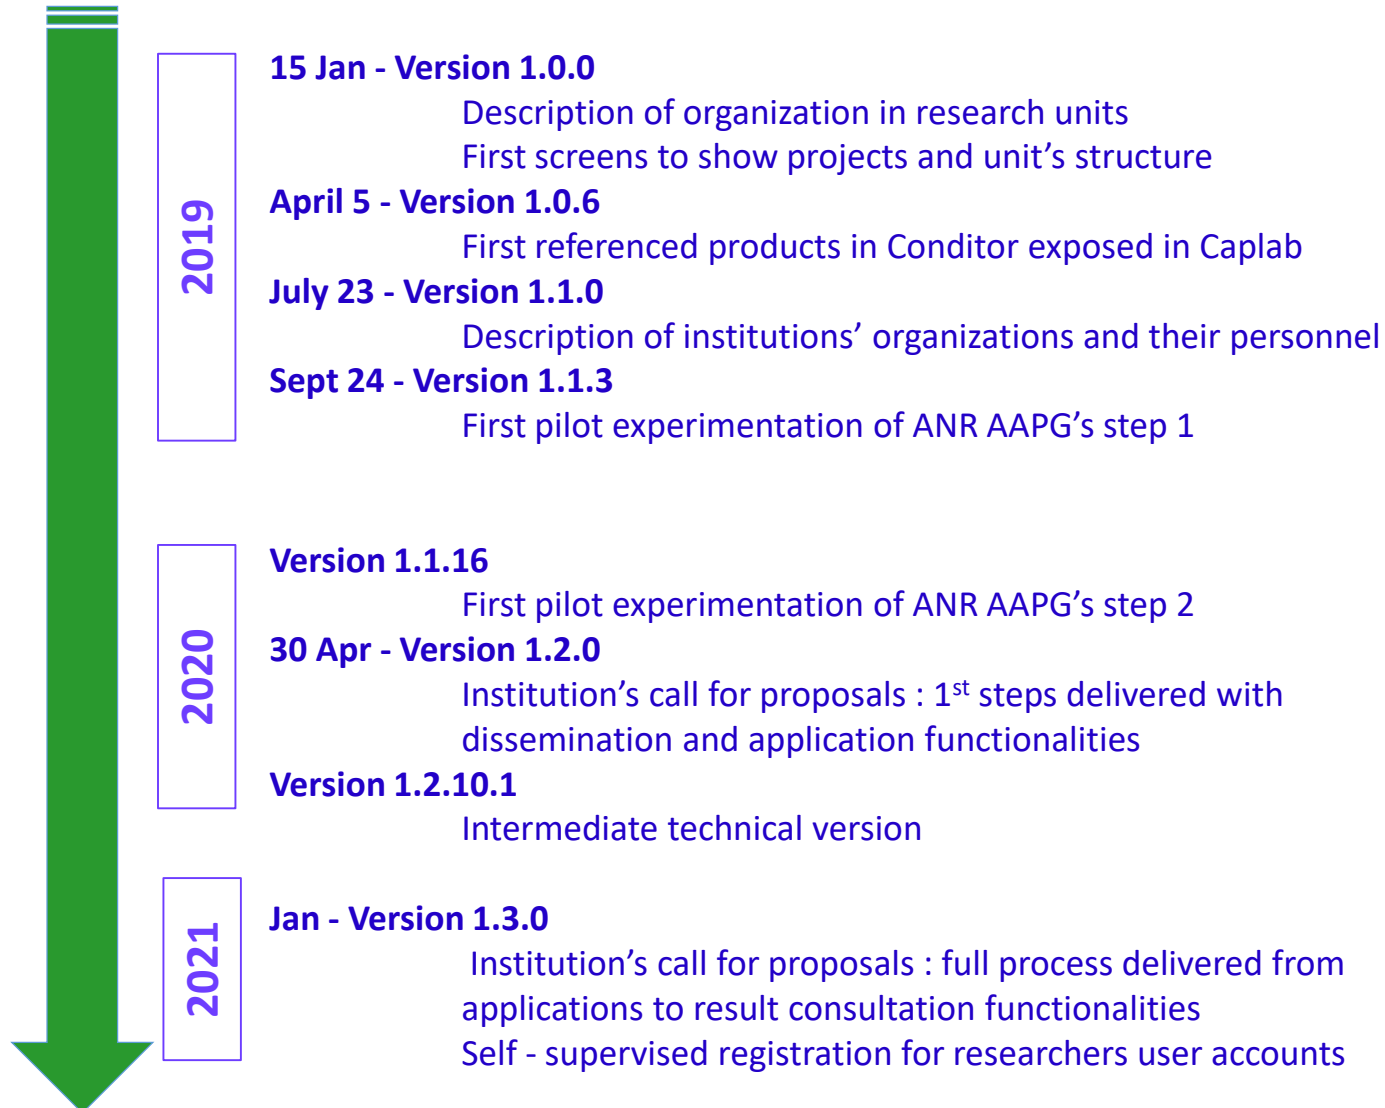 2019
15 Jan - Version 1.0.0
Description of organization in research units
First screens to show projects and unit’s structure
April 5 - Version 1.0.6
First referenced products in Conditor exposed in Caplab
July 23 - Version 1.1.0
Description of institutions’ organizations and their personnel
Sept 24 - Version 1.1.3
First pilot experimentation of ANR AAPG’s step 1
2020
Version 1.1.16
First pilot experimentation of ANR AAPG’s step 2
30 Apr - Version 1.2.0
Institution’s call for proposals : 1st steps delivered with
dissemination and application functionalities
Version 1.2.10.1
Intermediate technical version
2021
Jan - Version 1.3.0
Institution’s call for proposals : full process delivered from
applications to result consultation functionalities
Self - supervised registration for researchers user accounts